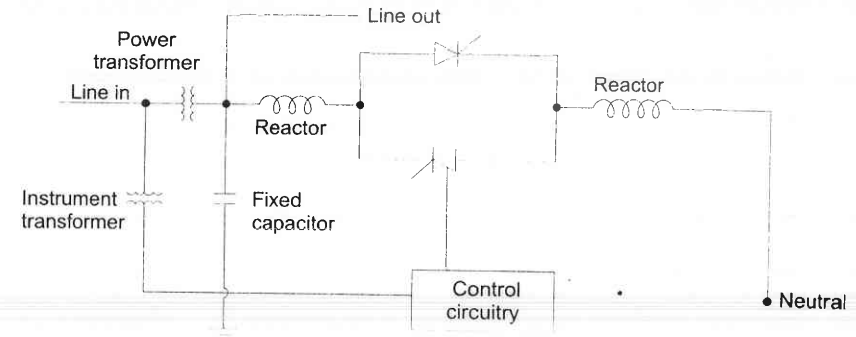 Line out
Power
transformer
Line in
Reactor
Reactor
Instrument
transformer
Fixed
capacitor
Control
circuitry
Neutral